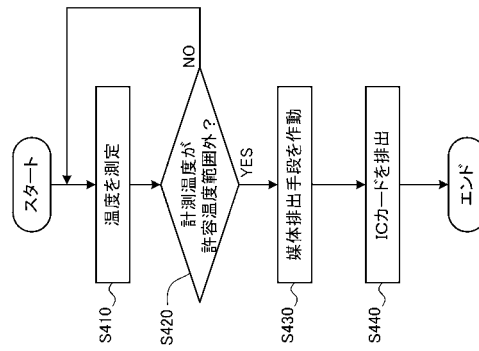 スタート
S410
温度を測定
S420
計測温度が
許容温度範囲外？
NO
YES
S430
媒体排出手段を作動
S440
ICカードを排出
エンド